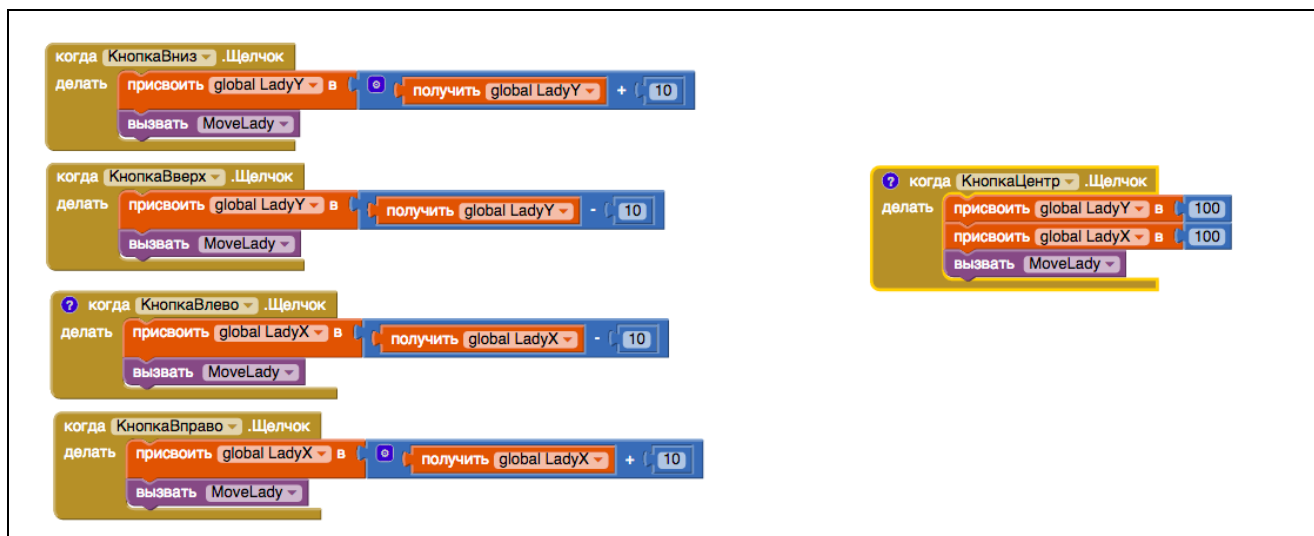 когда КнопкаВниз .Щелчок
делать присвоить global LadyY в получить global LadyY + 10
вызвать MoveLady
когда КнопкаВверх .Щелчок
делать присвоить global LadyY в получить global LadyY - 10
вызвать MoveLady
? когда КнопкаВлево .Щелчок
делать присвоить global LadyX в получить global LadyX - 10
вызвать MoveLady
когда КнопкаВправо .Щелчок
делать присвоить global LadyX в получить global LadyX + 10
вызвать MoveLady
? когда КнопкаЦентр .Щелчок
делать присвоить global LadyY в 100
присвоить global LadyX в 100
вызвать MoveLady